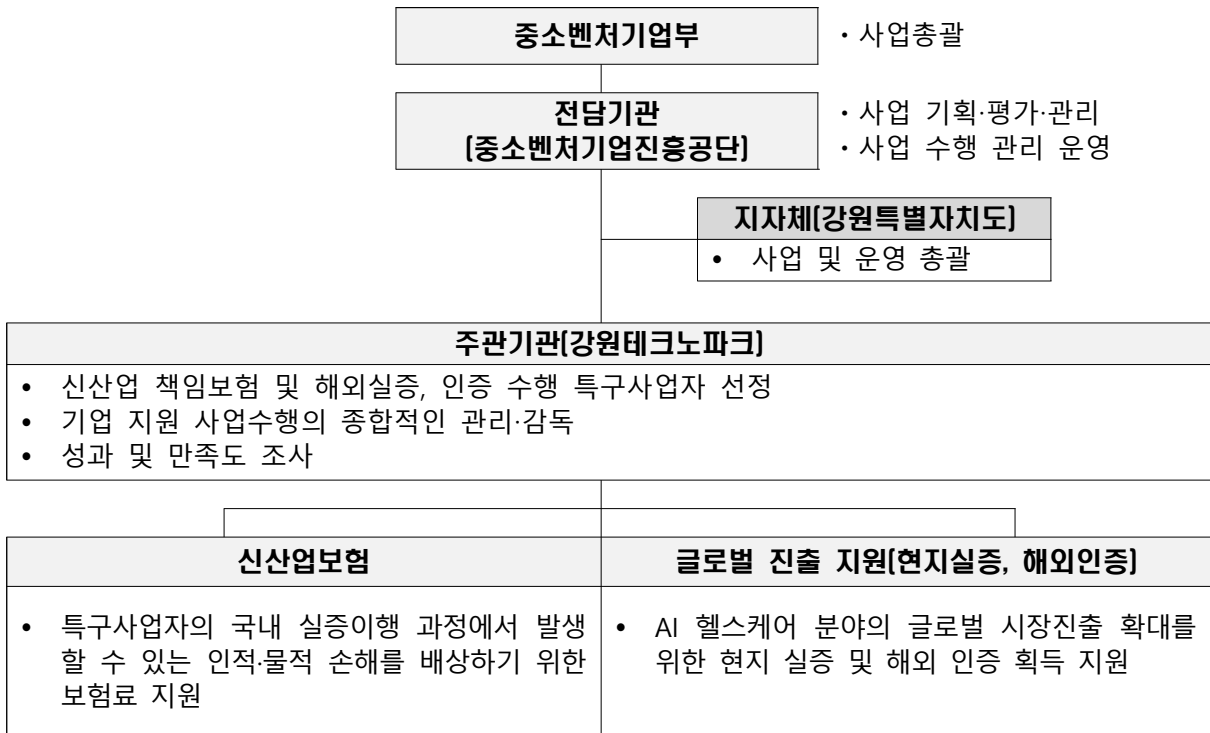 중소벤처기업부
· 사업총괄
전담기관
(중소벤처기업진흥공단)
· 사업 기획·평가·관리
· 사업 수행 관리 운영
지자체(강원특별자치도)
• 사업 및 운영 총괄
주관기관(강원테크노파크)
• 신산업 책임보험 및 해외실증, 인증 수행 특구사업자 선정
• 기업 지원 사업수행의 종합적인 관리·감독
• 성과 및 만족도 조사
신산업보험
• 특구사업자의 국내 실증이행 과정에서 발생
할 수 있는 인적·물적 손해를 배상하기 위한
보험료 지원
글로벌 진출 지원(현지실증, 해외인증)
• AI 헬스케어 분야의 글로벌 시장진출 확대를
위한 현지 실증 및 해외 인증 획득 지원